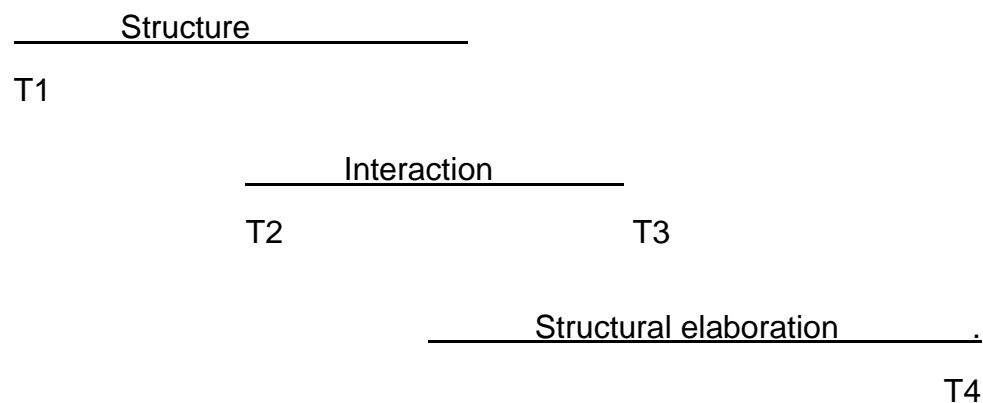 Structure
T1
Interaction
T2 T3
Structural elaboration .
T4